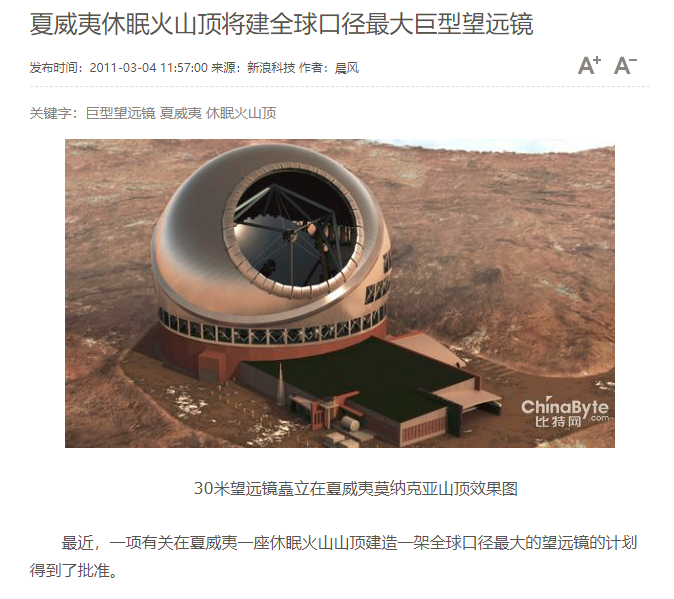 夏威夷休眠火山顶将建全球口径最大巨型望远镜
发布时间：2011-03-04 11:57:00 来源：新浪科技 作者：晨风
A+ A-
关键字：巨型望远镜 夏威夷 休眠火山顶
ChinaByte
比特网.com
30米望远镜矗立在夏威夷莫纳克亚山顶效果图
最近，一项有关在夏威夷一座休眠火山山顶建造一架全球口径最大的望远镜的计划
得到了批准。